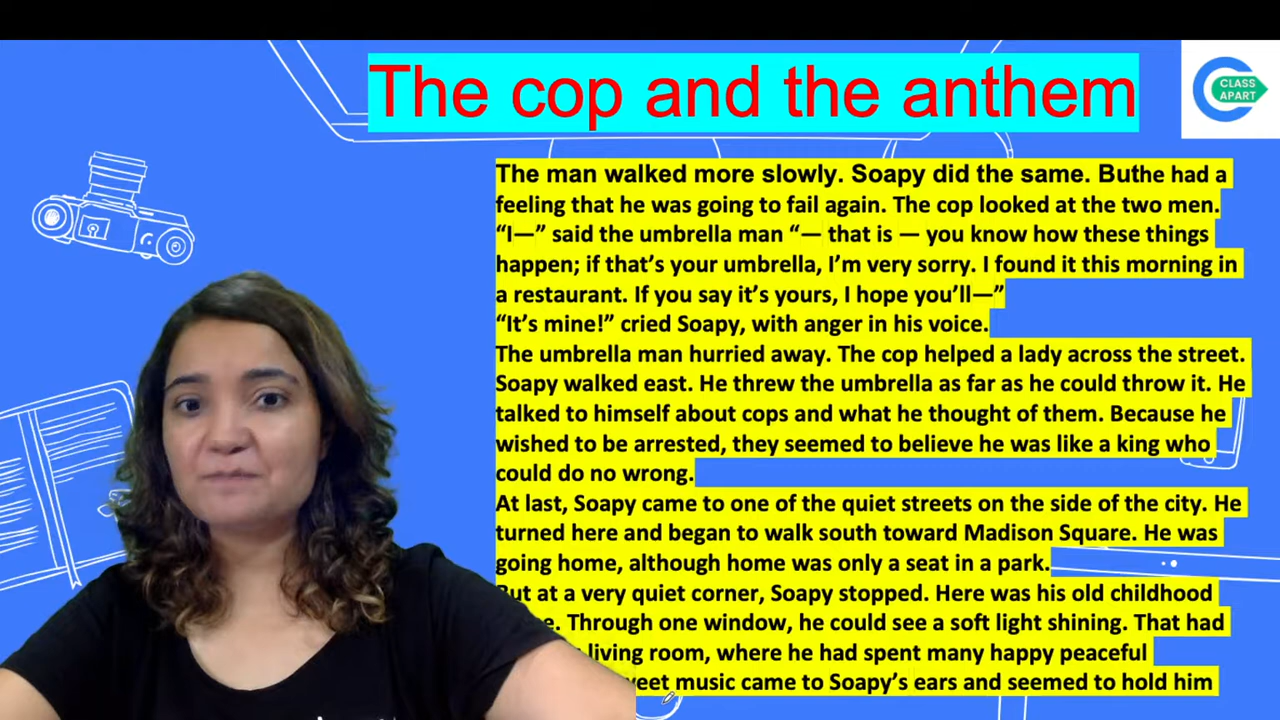 The cop and the anthem
CLASS
APART
The man walked more slowly. Soapy did the same. Buthe had a
feeling that he was going to fail again. The cop looked at the two men.
“I—” said the umbrella man “— that is — you know how these things
happen; if that’s your umbrella, I’m very sorry. I found it this morning in
a restaurant. If you say it’s yours, I hope you’ll—”
“It’s mine!” cried Soapy, with anger in his voice.
The umbrella man hurried away. The cop helped a lady across the street.
Soapy walked east. He threw the umbrella as far as he could throw it. He
talked to himself about cops and what he thought of them. Because he
wished to be arrested, they seemed to believe he was like a king who
could do no wrong.
At last, Soapy came to one of the quiet streets on the side of the city. He
turned here and began to walk south toward Madison Square. He was
going home, although home was only a seat in a park.
But at a very quiet corner, Soapy stopped. Here was his old childhood
Through one window, he could see a soft light shining. That had
living room, where he had spent many happy peaceful
music came to Soapy’s ears and seemed to hold him